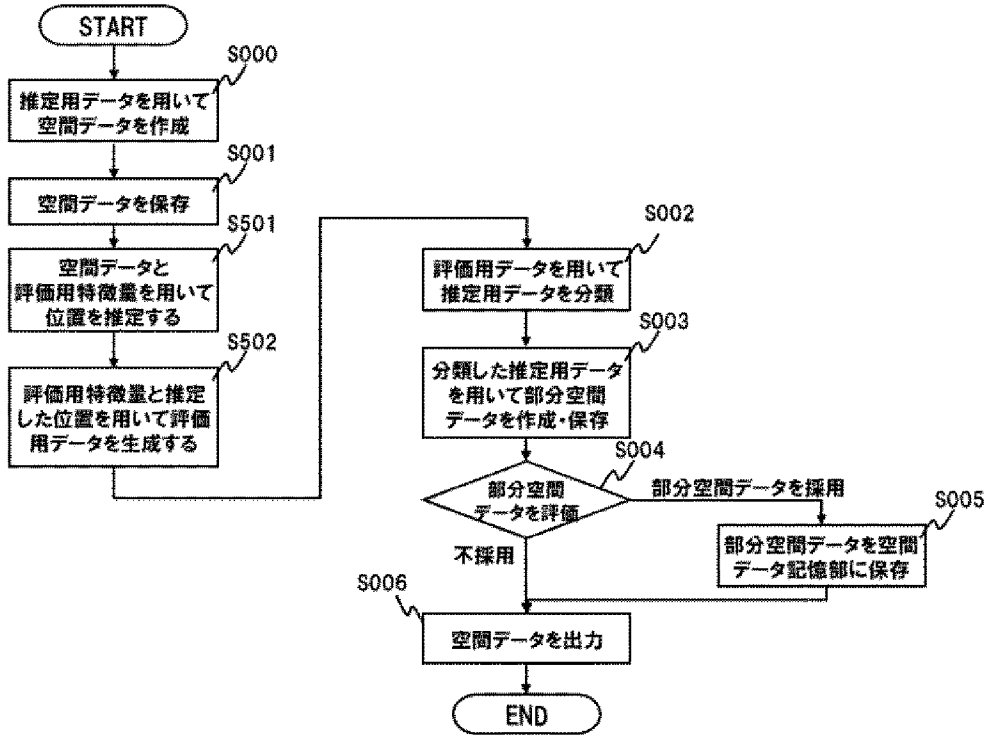 START
S000
推定用データを用いて
空間データを作成
S001
空間データを保存
S501
空間データと
評価用特徴量を用いて
位置を推定する
S502
評価用特徴量と推定
した位置を用いて評価
用データを生成する
S002
評価用データを用いて
推定用データを分類
S003
分類した推定用データ
を用いて部分空間
データを作成・保存
S004
部分空間
データを評価
部分空間データを採用
不採用
S005
部分空間データを空間
データ記憶部に保存
S006
空間データを出力
END